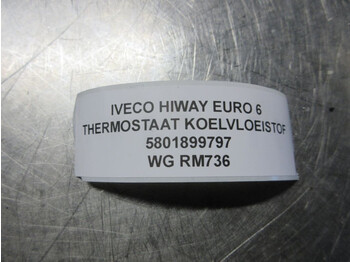 IVECO HIWAY EURO 6
THERMOSTAAT KOELVLOEISTOF
5801899797
WG RM736